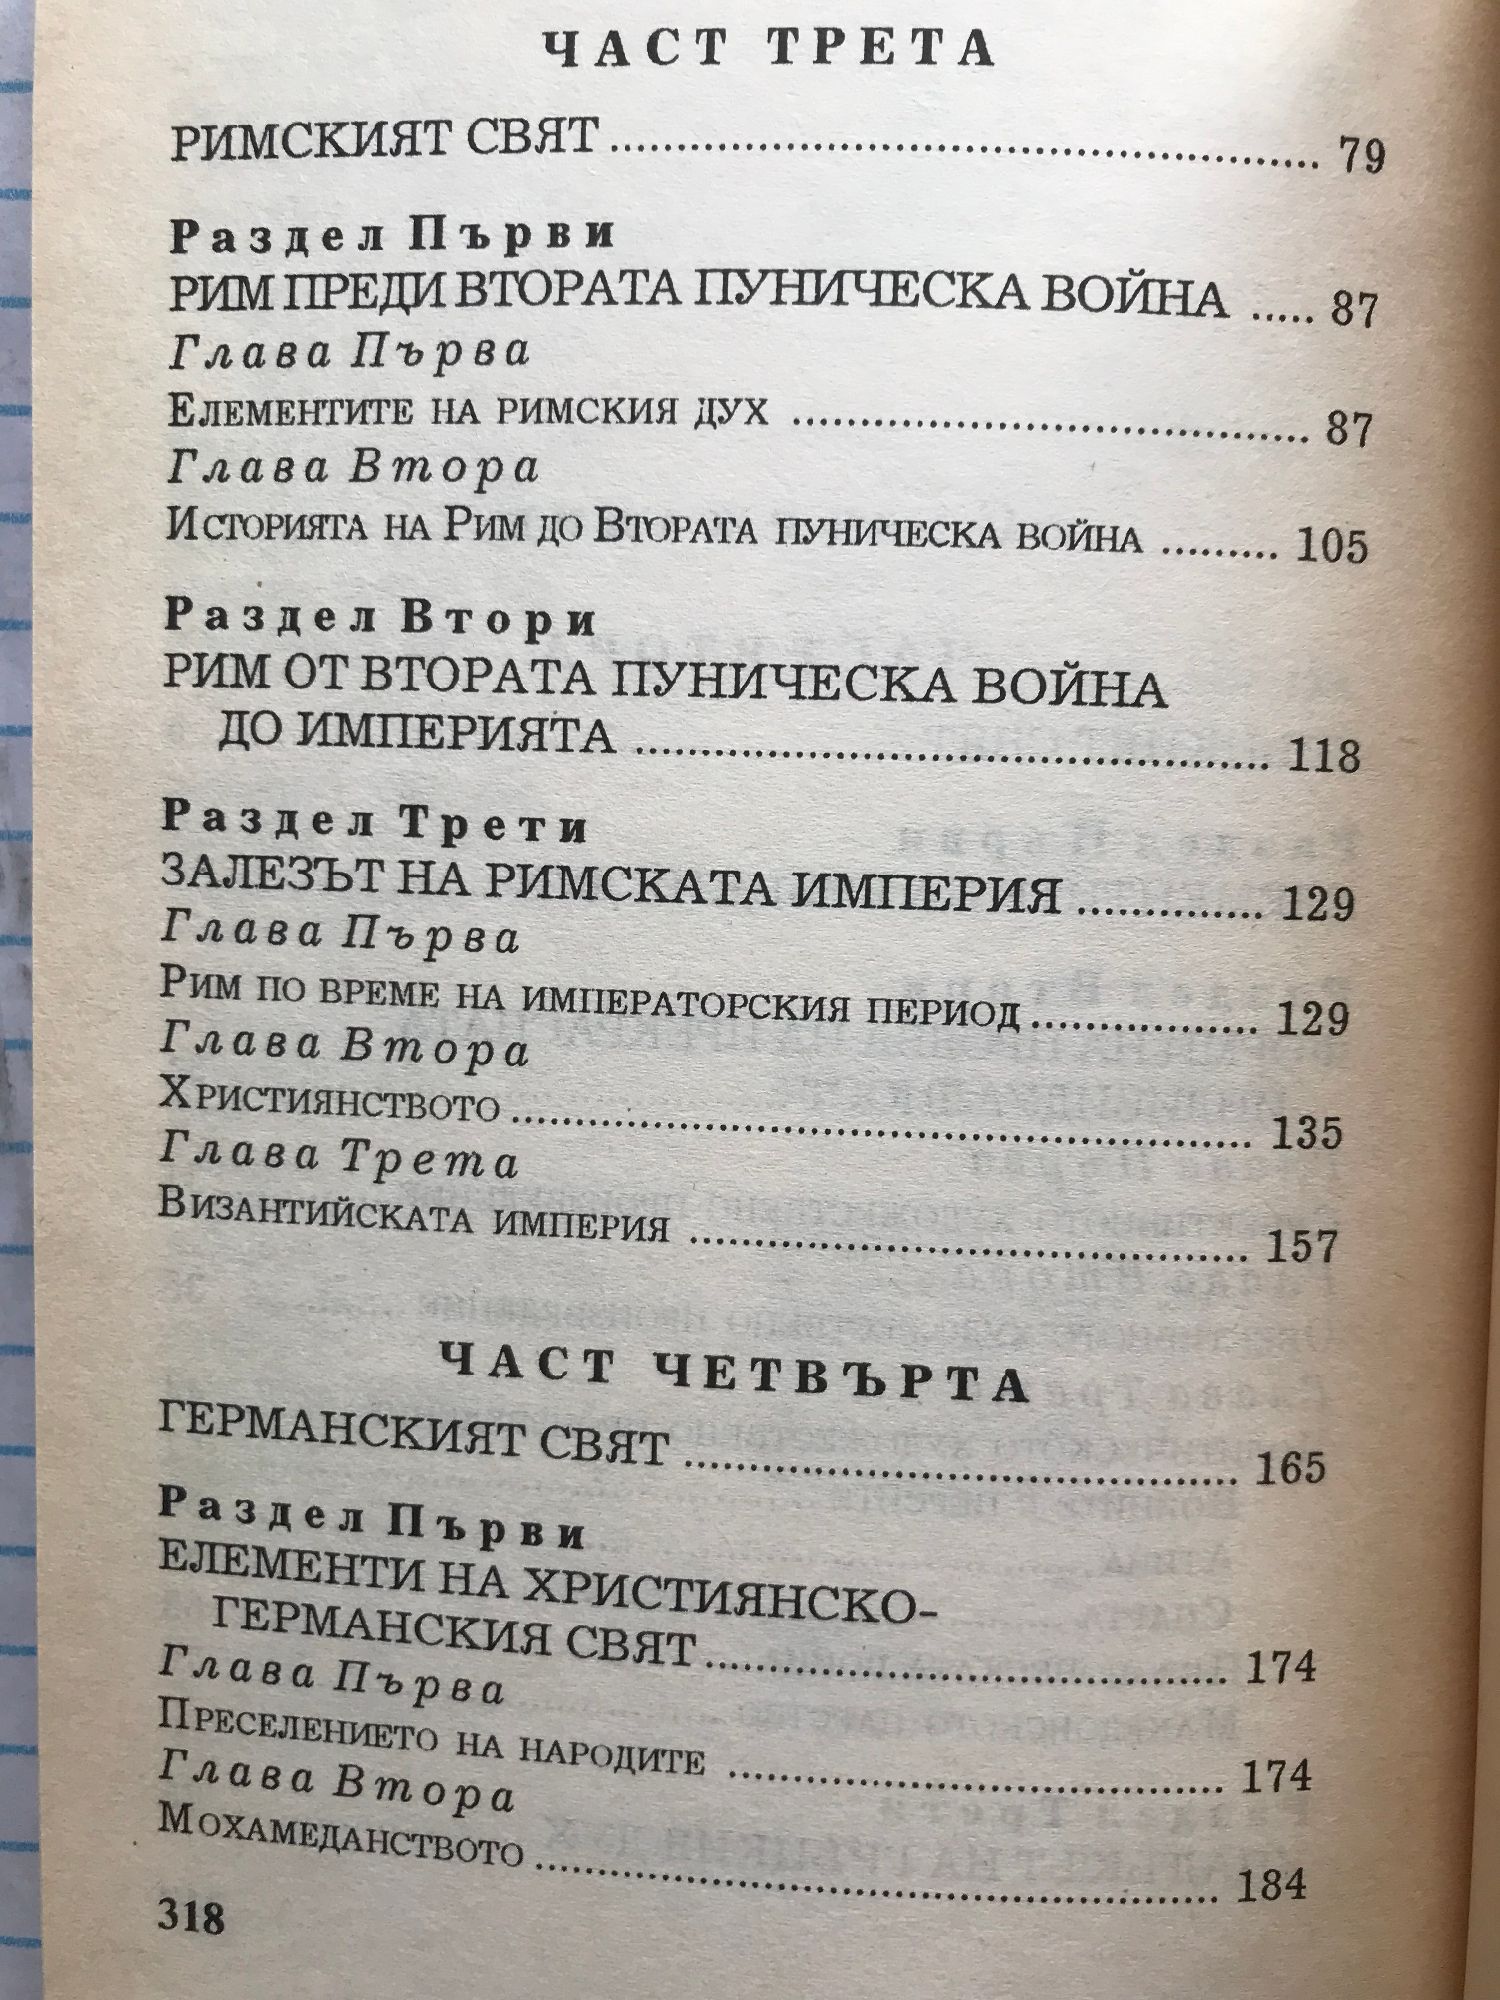 ЧАСТ ТРЕТА
РИМСКИЯТ СВЯТ ........................................................ 79
Раздел Първи
РИМ ПРЕДИ ВТОРАТА ПУНИЧЕСКА ВОЙНА ..... 87
Глава Първа
Елементите на римския дух ....................................... 87
Глава Втора
Историята на Рим до Втората пуническа война ......... 105
Раздел Втори
РИМ ОТ ВТОРАТА ПУНИЧЕСКА ВОЙНА
ДО ИМПЕРИЯТА ................................................ 118
Раздел Трети
ЗАЛЕЗЪТ НА РИМСКАТА ИМПЕРИЯ .............. 129
Глава Първа
Рим по време на императорския период ................. 129
Глава Втора
Християнството ......................................................... 135
Глава Трета
Византийската империя ........................................... 157
ЧАСТ ЧЕТВЪРТА
ГЕРМАНСКИЯТ СВЯТ ........................................... 165
Раздел Първи
ЕЛЕМЕНТИ НА ХРИСТИЯНСКО-
ГЕРМАНСКИЯ СВЯТ ........................................ 174
Глава Първа
Преселението на народите ...................................... 174
Глава Втора
Мохамеданството .................................................... 184
318